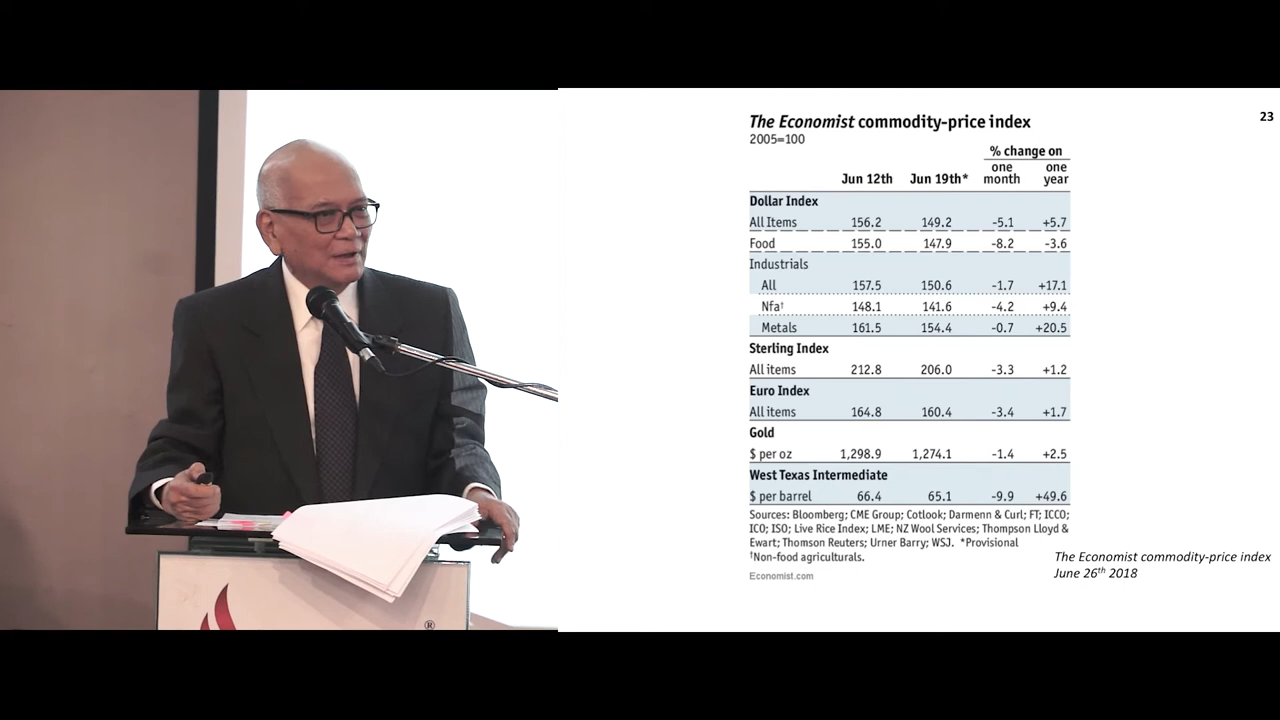 23
The Economist commodity-price index
2005=100
% change on
Jun 12th Jun 19th* one month one year
Dollar Index
All Items 156.2 149.2 -5.1 +5.7
Food 155.0 147.9 -8.2 -3.6
Industrials
All 157.5 150.6 -1.7 +17.1
Nfa† 148.1 141.6 -4.2 +9.4
Metals 161.5 154.4 -0.7 +20.5
Sterling Index
All items 212.8 206.0 -3.3 +1.2
Euro Index
All items 164.8 160.4 -3.4 +1.7
Gold
$ per oz 1,298.9 1,274.1 -1.4 +2.5
West Texas Intermediate
$ per barrel 66.4 65.1 -9.9 +49.6
Sources: Bloomberg; CME Group; Cotlook; Darmenn & Curl; FT; ICCO;
ICO; ISO; Live Rice Index; LME; NZ Wool Services; Thompson Lloyd &
Ewart; Thomson Reuters; Urner Barry; WSJ. *Provisional
†Non-food agriculturals.
Economist.com
The Economist commodity-price index
June 26th 2018
®